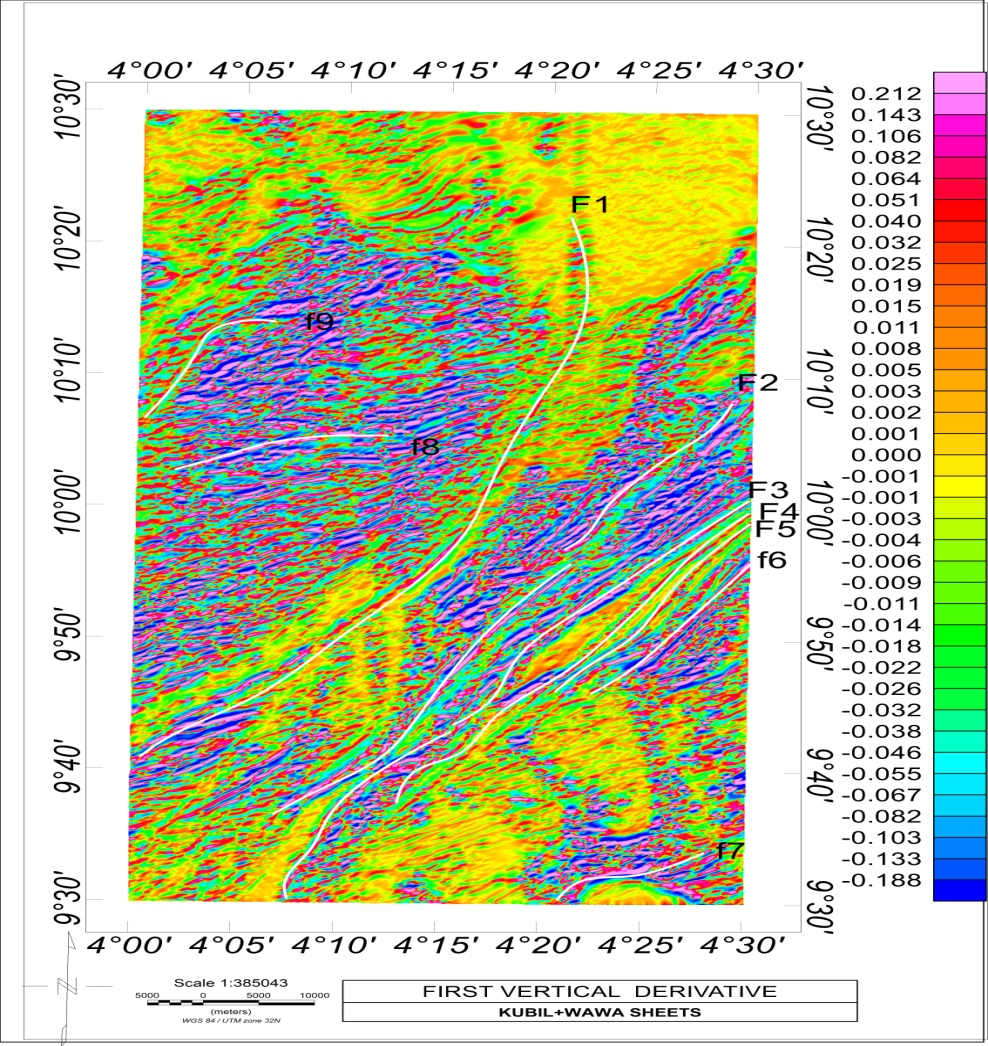 4°00' 4°05' 4°10' 4°15' 4°20' 4°25' 4°30'
10°30' 10°20' 10°10' 10°00' 9°50' 9°40' 9°30'
F1
f9
F2
f8
F3
F4
F5
f6
f7
10°30' 10°20' 10°10' 10°00' 9°50' 9°40' 9°30'
4°00' 4°05' 4°10' 4°15' 4°20' 4°25' 4°30'
0.212
0.143
0.106
0.082
0.064
0.051
0.040
0.032
0.025
0.019
0.015
0.011
0.008
0.005
0.003
0.002
0.001
0.000
-0.001
-0.001
-0.003
-0.004
-0.006
-0.009
-0.011
-0.014
-0.018
-0.022
-0.026
-0.032
-0.038
-0.046
-0.055
-0.067
-0.082
-0.103
-0.133
-0.188
N
Scale 1:385043
5000 0 5000 10000
(meters)
WGS 84 / UTM zone 32N
FIRST VERTICAL DERIVATIVE
KUBIL+WAWA SHEETS